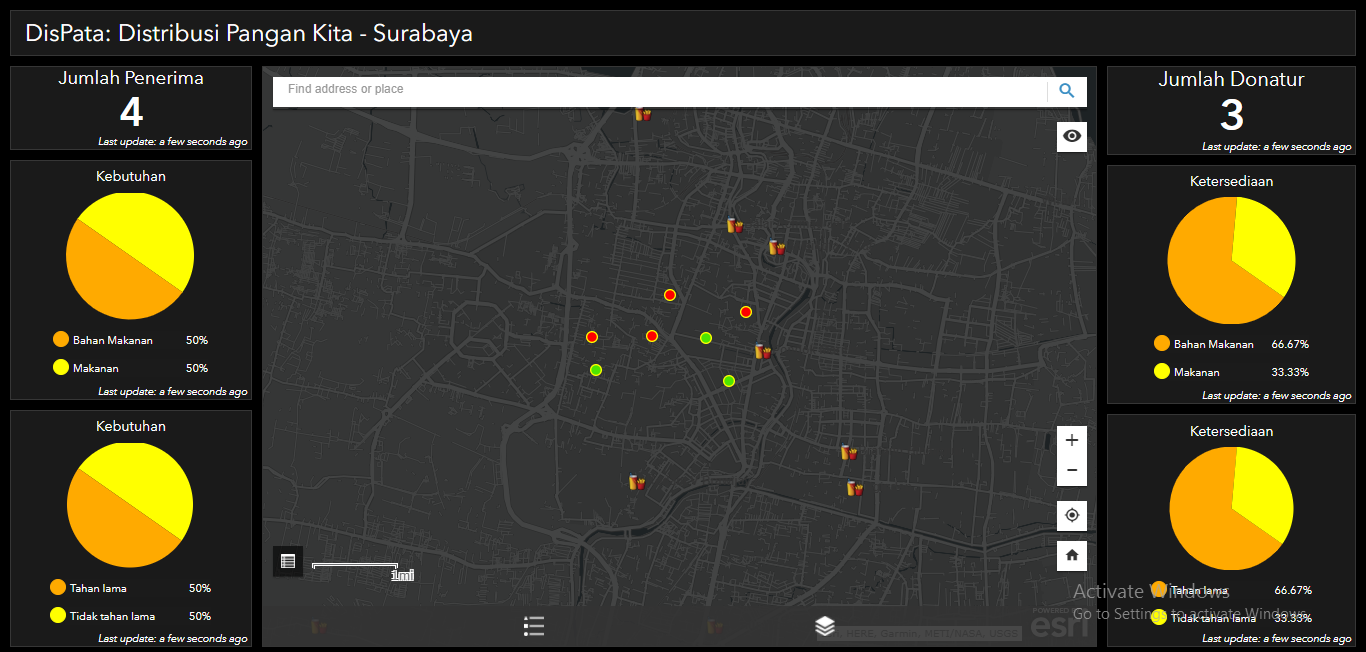 DisPata: Distribusi Pangan Kita - Surabaya
Jumlah Penerima
4
Last update: a few seconds ago
Kebutuhan
Bahan Makanan 50%
Makanan 50%
Last update: a few seconds ago
Kebutuhan
Tahan lama 50%
Tidak tahan lama 50%
Last update: a few seconds ago
Find address or place
+
−
1mi
POWERED BY
esri
HERE, Garmin, METI/NASA, USGS
Jumlah Donatur
3
Last update: a few seconds ago
Ketersediaan
Bahan Makanan 66.67%
Makanan 33.33%
Last update: a few seconds ago
Ketersediaan
Tahan lama 66.67%
Tidak tahan lama 33.33%
Last update: a few seconds ago
Activate Windows
Go to Settings to activate Windows.